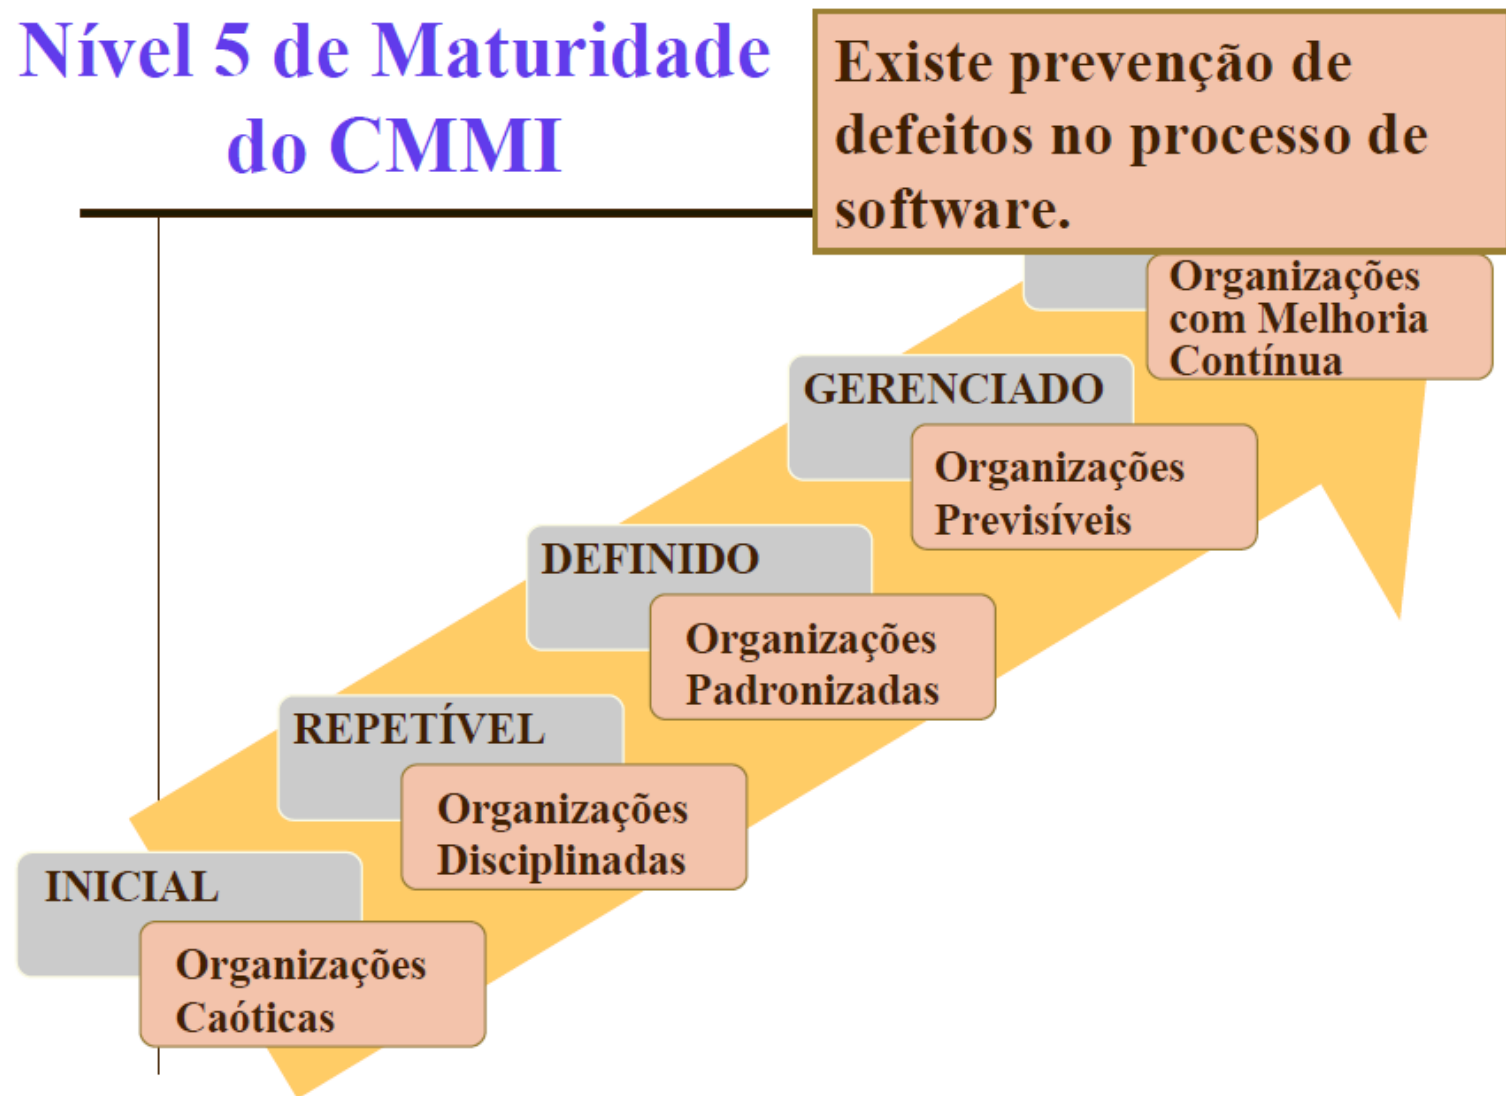 Nível 5 de Maturidade
do CMMI
Existe prevenção de
defeitos no processo de
software.
Organizações
com Melhoria
Contínua
GERENCIADO
Organizações
Previsíveis
DEFINIDO
Organizações
Padronizadas
REPETÍVEL
Organizações
Disciplinadas
INICIAL
Organizações
Caóticas